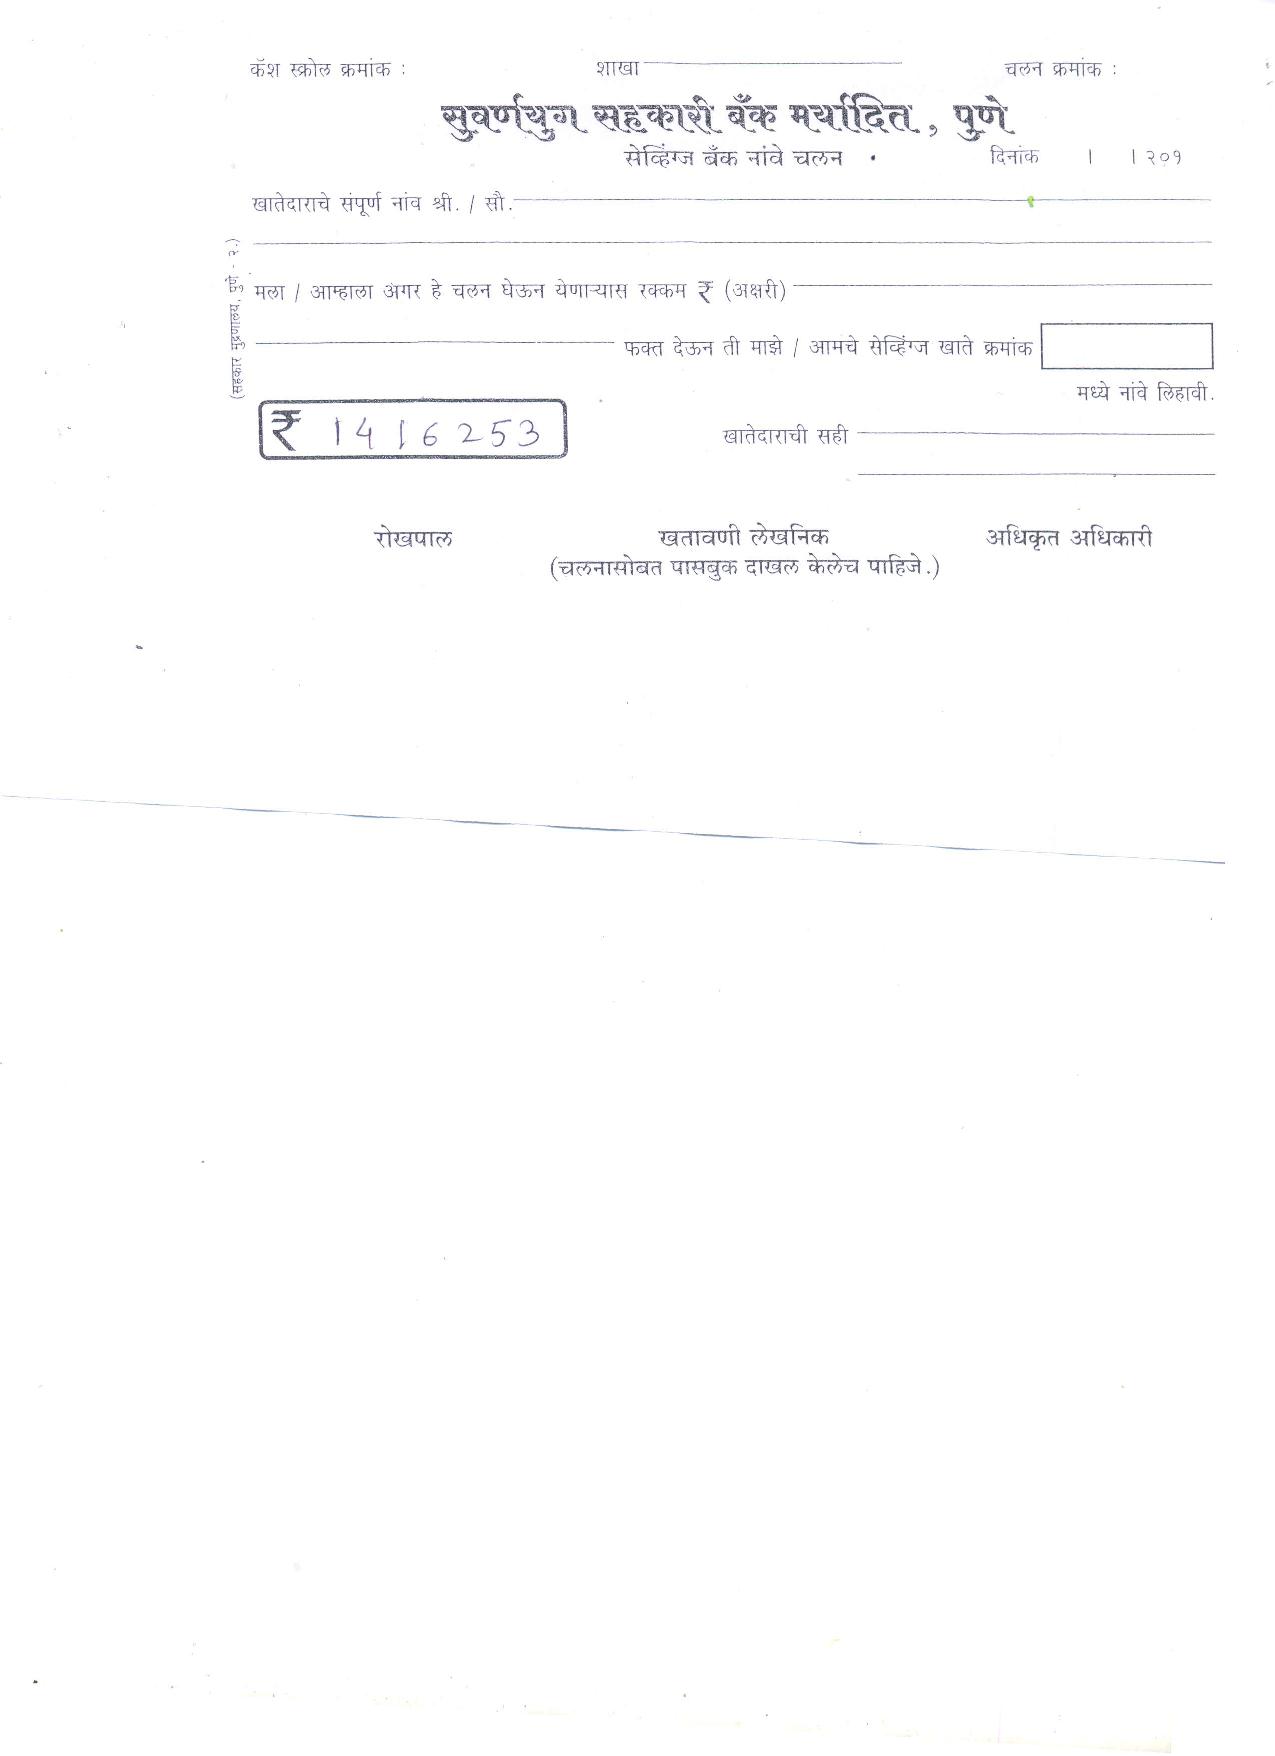 कॅश स्क्रोल क्रमांक : शाखा चलन क्रमांक :
सुवर्णयुग सहकारी बँक मर्यादित, पुणे
सेव्हिंग्ज बँक नांवे चलन दिनांक । । २०१
खातेदाराचे संपूर्ण नांव श्री. / सौ.
मला / आम्हाला अगर हे चलन घेऊन येणाऱ्यास रक्कम ₹ (अक्षरी)
फक्त देऊन ती माझे / आमचे सेव्हिंग्ज खाते क्रमांक
मध्ये नांवे लिहावी.
₹ 1416253 खातेदाराची सही
रोखपाल खतावणी लेखनिक अधिकृत अधिकारी
(चलनासोबत पासबुक दाखल केलेच पाहिजे.)
(सहकार मुद्रणालय, पुणे - २.)